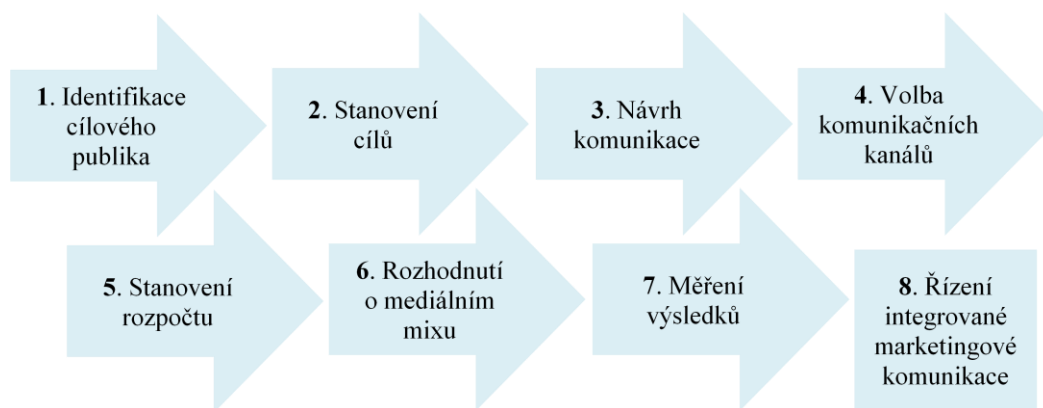 1. Identifikace
cílového
publika
2. Stanovení
cílů
3. Návrh
komunikace
4. Volba
komunikačních
kanálů
5. Stanovení
rozpočtu
6. Rozhodnutí
o mediálním
mixu
7. Měření
výsledků
8. Řízení
integrované
marketingové
komunikace